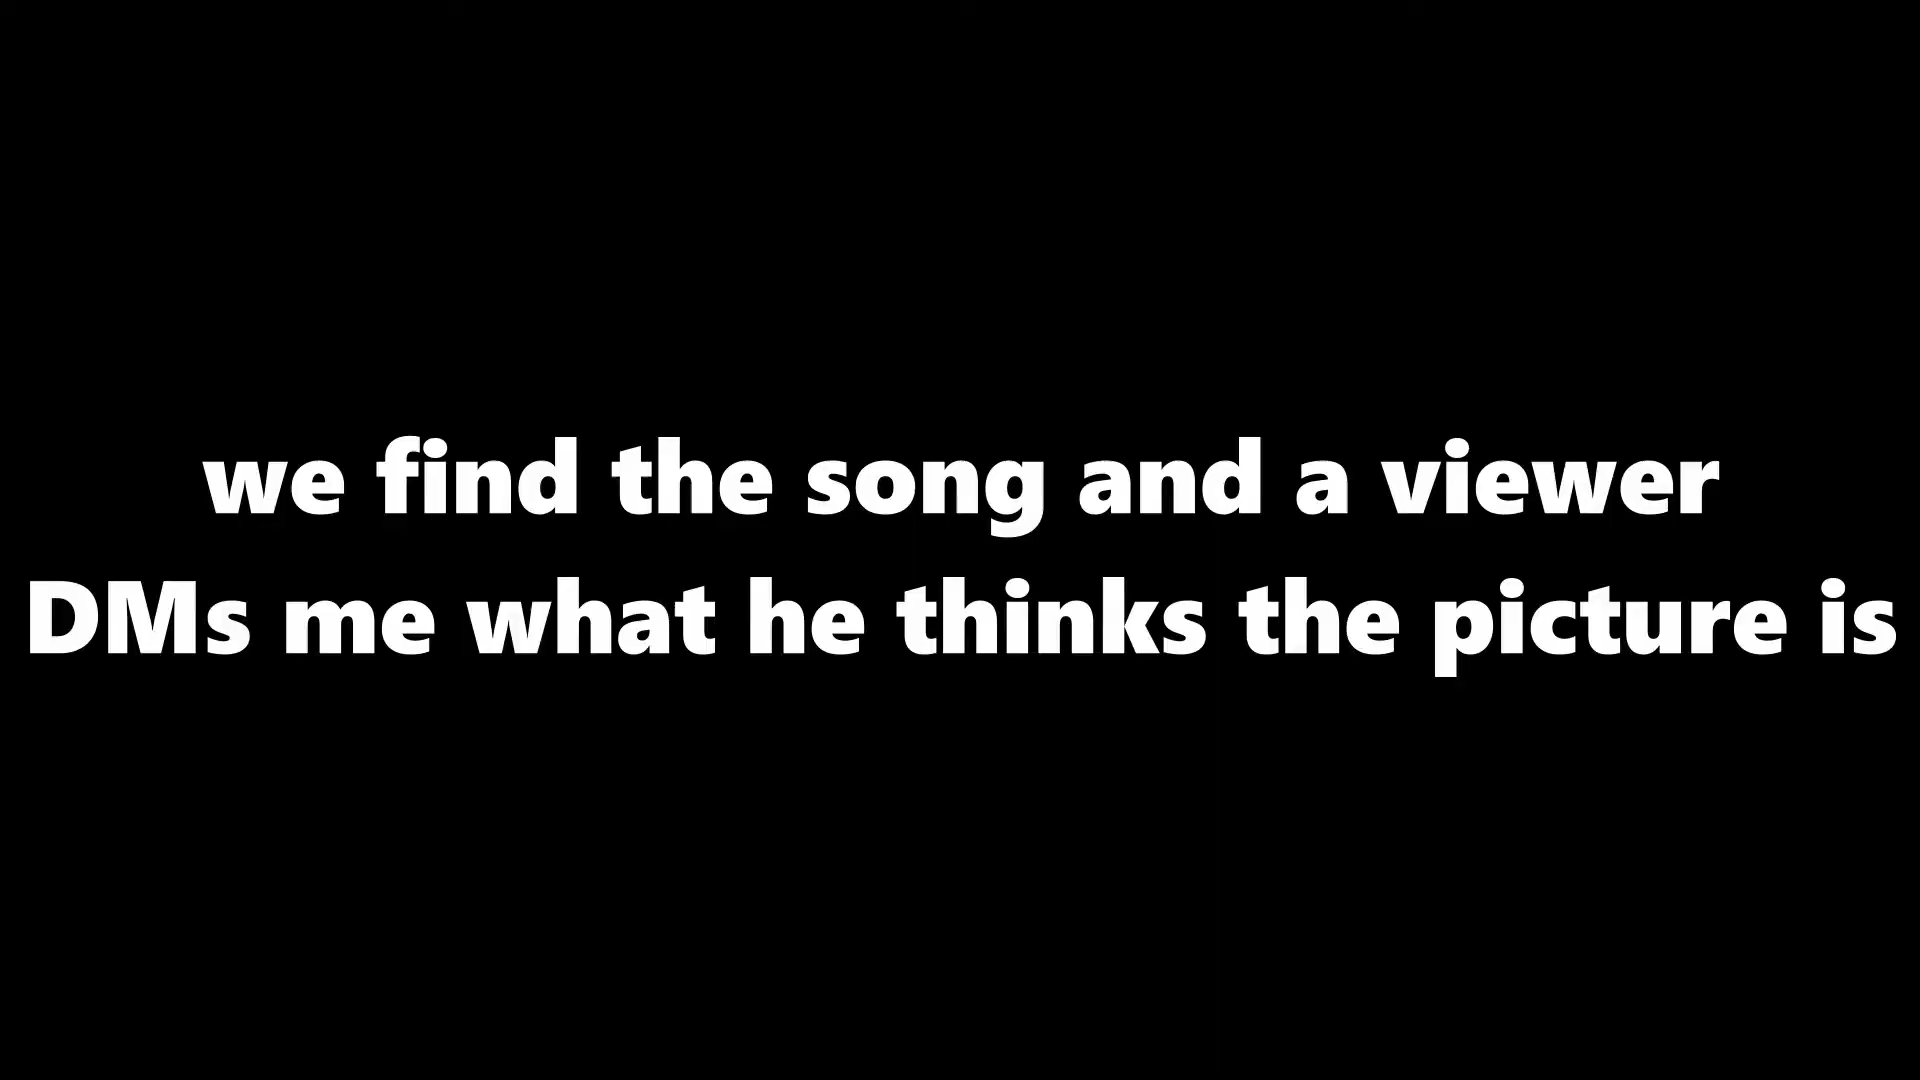 we find the song and a viewer
DMs me what he thinks the picture is